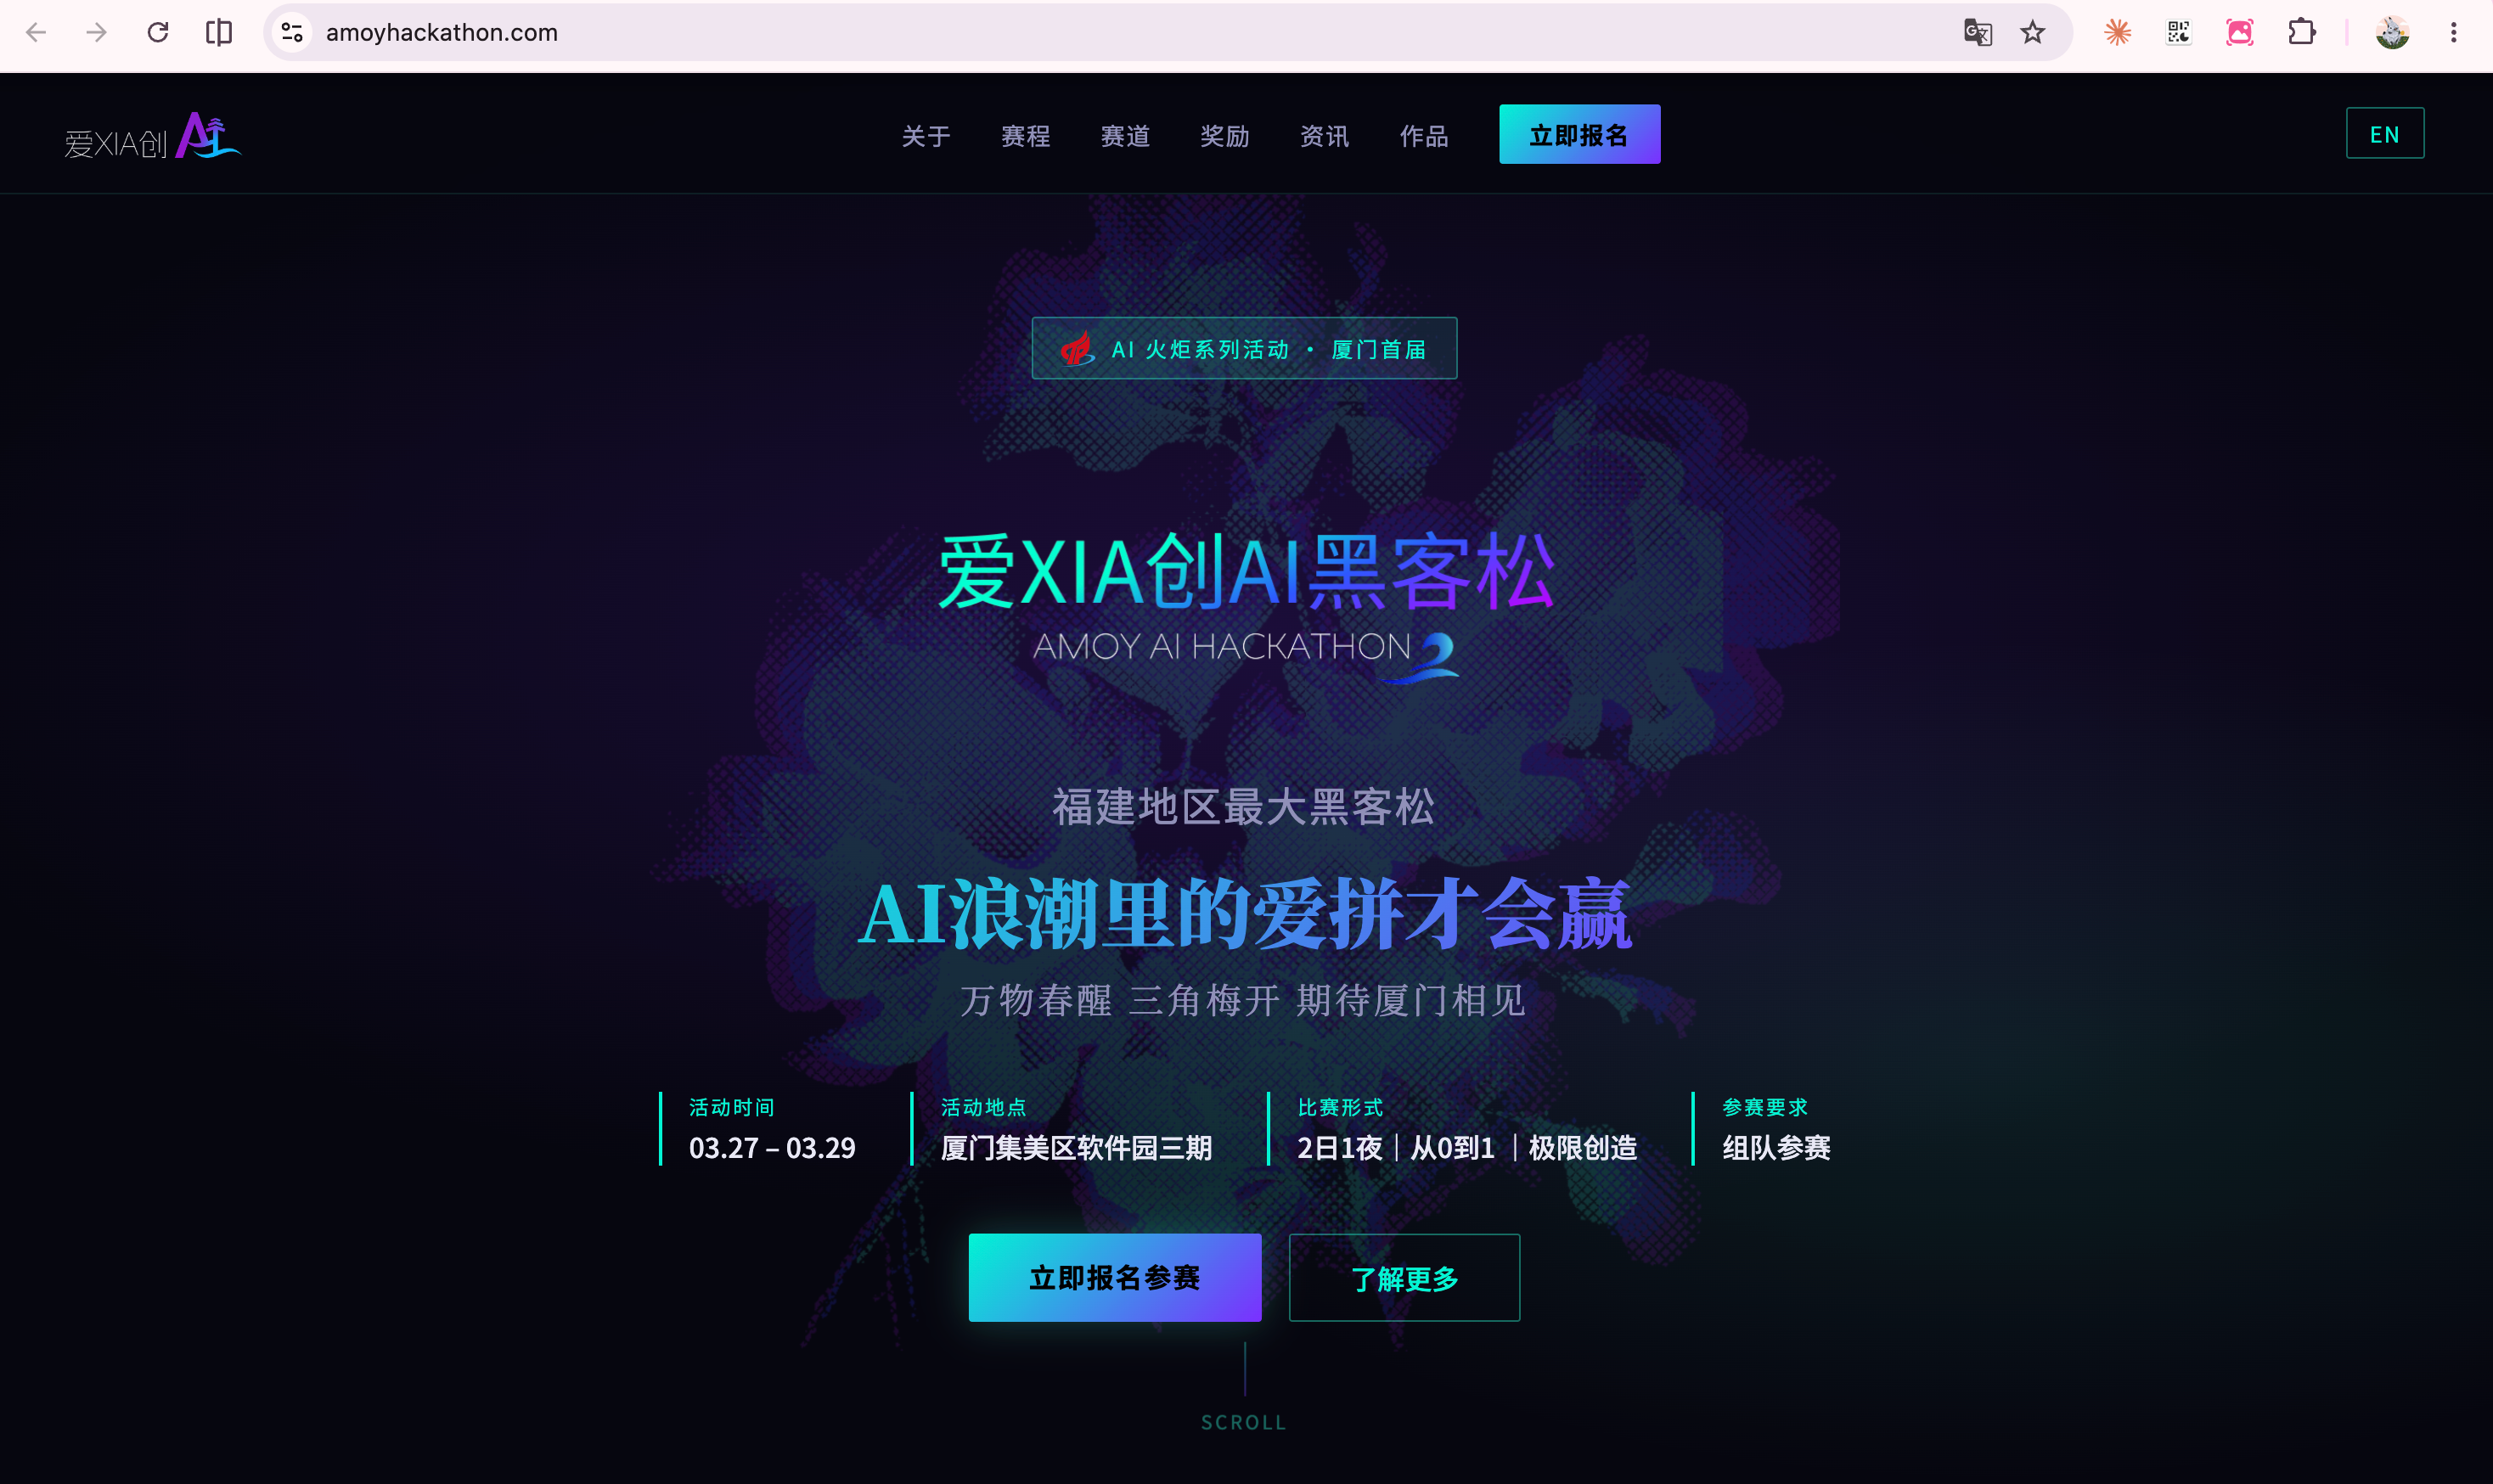 amoyhackathon.com
爱XIA创 AI
关于 赛程 赛道 奖励 资讯 作品 立即报名
EN
AI 火炬系列活动 · 厦门首届
爱XIA创AI黑客松
AMOY AI HACKATHON
福建地区最大黑客松
AI浪潮里的爱拼才会赢
万物春醒 三角梅开 期待厦门相见
活动时间
03.27 – 03.29
活动地点
厦门集美区软件园三期
比赛形式
2日1夜｜从0到1 ｜极限创造
参赛要求
组队参赛
立即报名参赛
了解更多
SCROLL